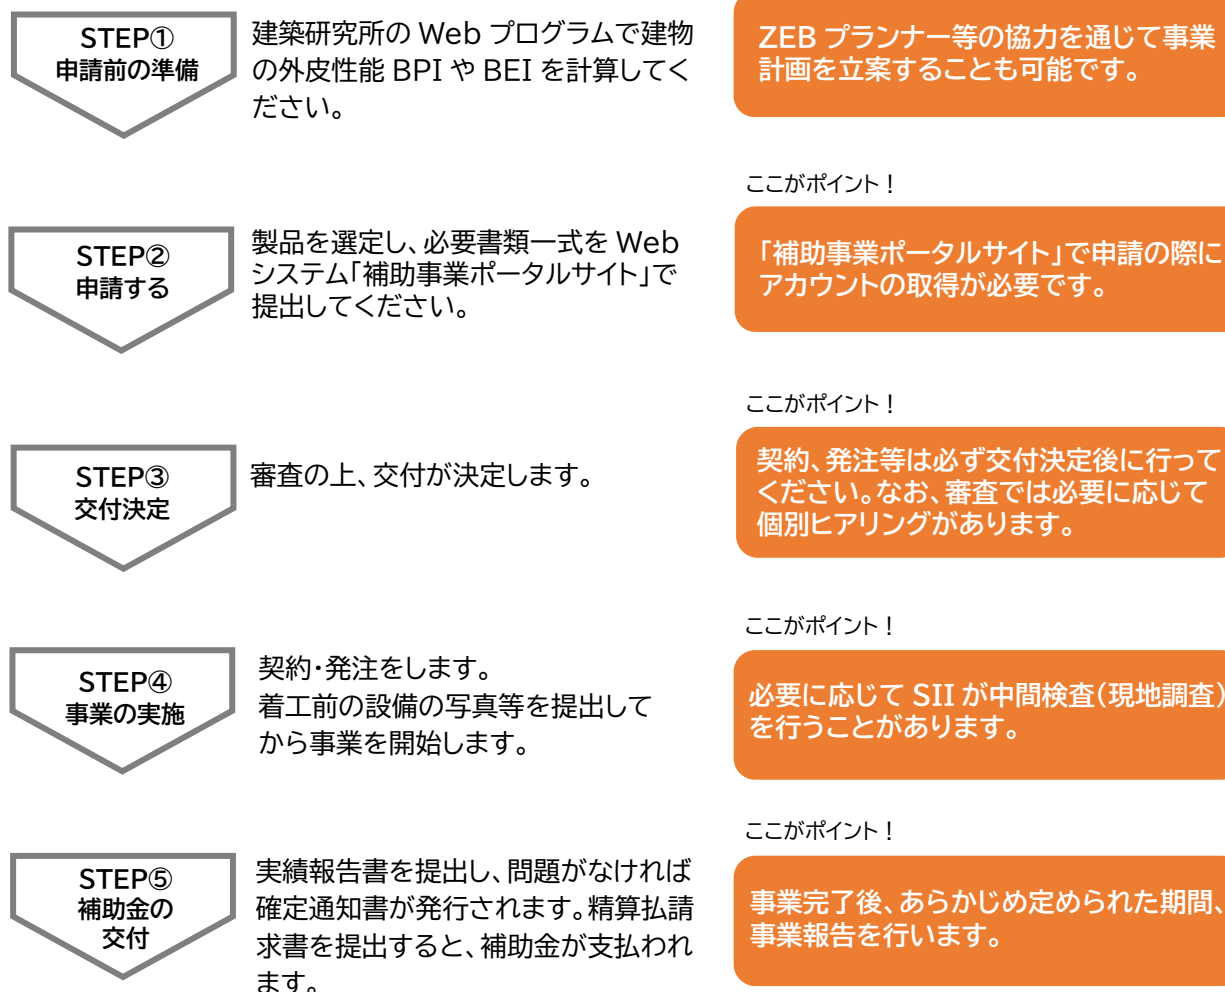 STEP①
申請前の準備
建築研究所の Web プログラムで建物
の外皮性能 BPI や BEI を計算してく
ださい。
ZEB プランナー等の協力を通じて事業
計画を立案することも可能です。
ここがポイント！
STEP②
申請する
製品を選定し、必要書類一式を Web
システム「補助事業ポータルサイト」で
提出してください。
「補助事業ポータルサイト」で申請の際に
アカウントの取得が必要です。
ここがポイント！
STEP③
交付決定
審査の上、交付が決定します。
契約、発注等は必ず交付決定後に行って
ください。なお、審査では必要に応じて
個別ヒアリングがあります。
ここがポイント！
STEP④
事業の実施
契約・発注をします。
着工前の設備の写真等を提出して
から事業を開始します。
必要に応じて SII が中間検査（現地調査）
を行うことがあります。
ここがポイント！
STEP⑤
補助金の
交付
実績報告書を提出し、問題がなければ
確定通知書が発行されます。精算払請
求書を提出すると、補助金が支払われ
ます。
事業完了後、あらかじめ定められた期間、
事業報告を行います。